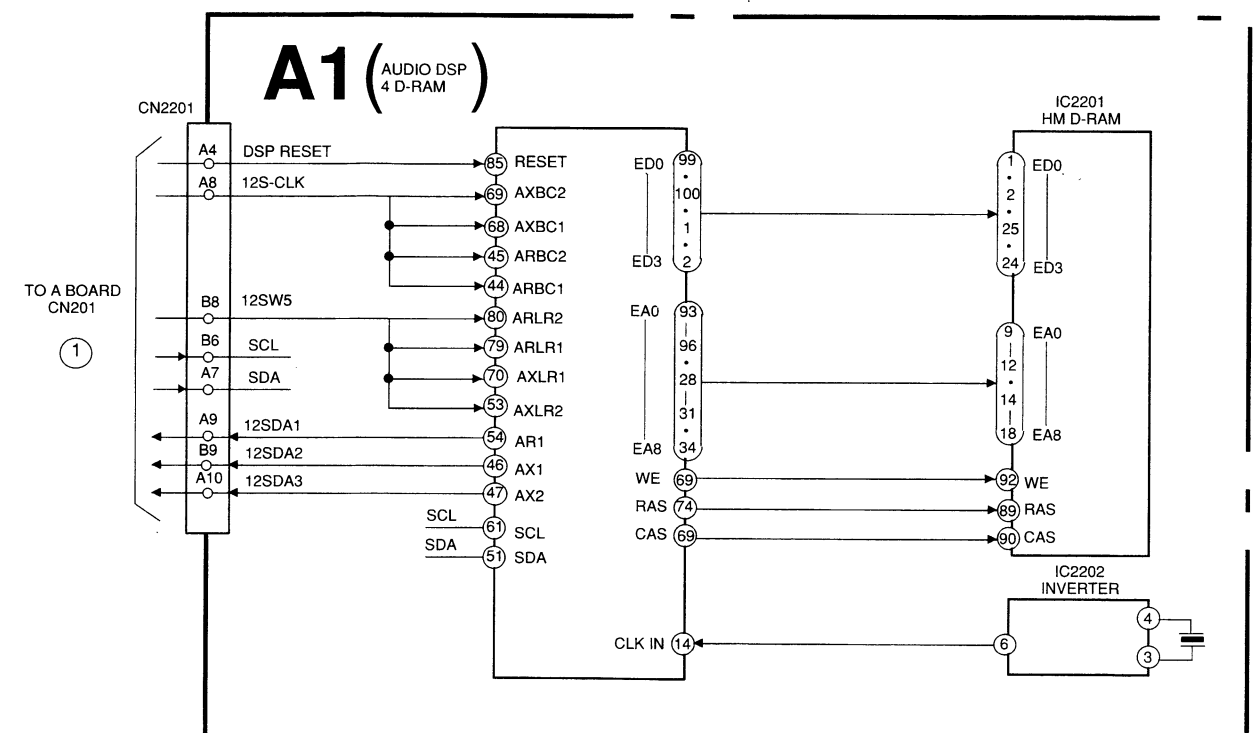 A1 (AUDIO DSP
4 D-RAM)
CN2201
IC2201
HM D-RAM
A4 DSP RESET
A8 12S-CLK
B8 12SW5
B6 SCL
A7 SDA
A9 12SDA1
B9 12SDA2
A10 12SDA3
TO A BOARD
CN201
1
85 RESET
69 AXBC2
68 AXBC1
45 ARBC2
44 ARBC1
80 ARLR2
79 ARLR1
70 AXLR1
53 AXLR2
54 AR1
46 AX1
47 AX2
SCL 61 SCL
SDA 51 SDA
ED0 99
100
1
ED3 2
EA0 93
96
28
31
EA8 34
WE 69
RAS 74
CAS 69
CLK IN 14
1 ED0
2
25
24 ED3
9 EA0
12
14
18 EA8
92 WE
89 RAS
90 CAS
IC2202
INVERTER
6
4
3